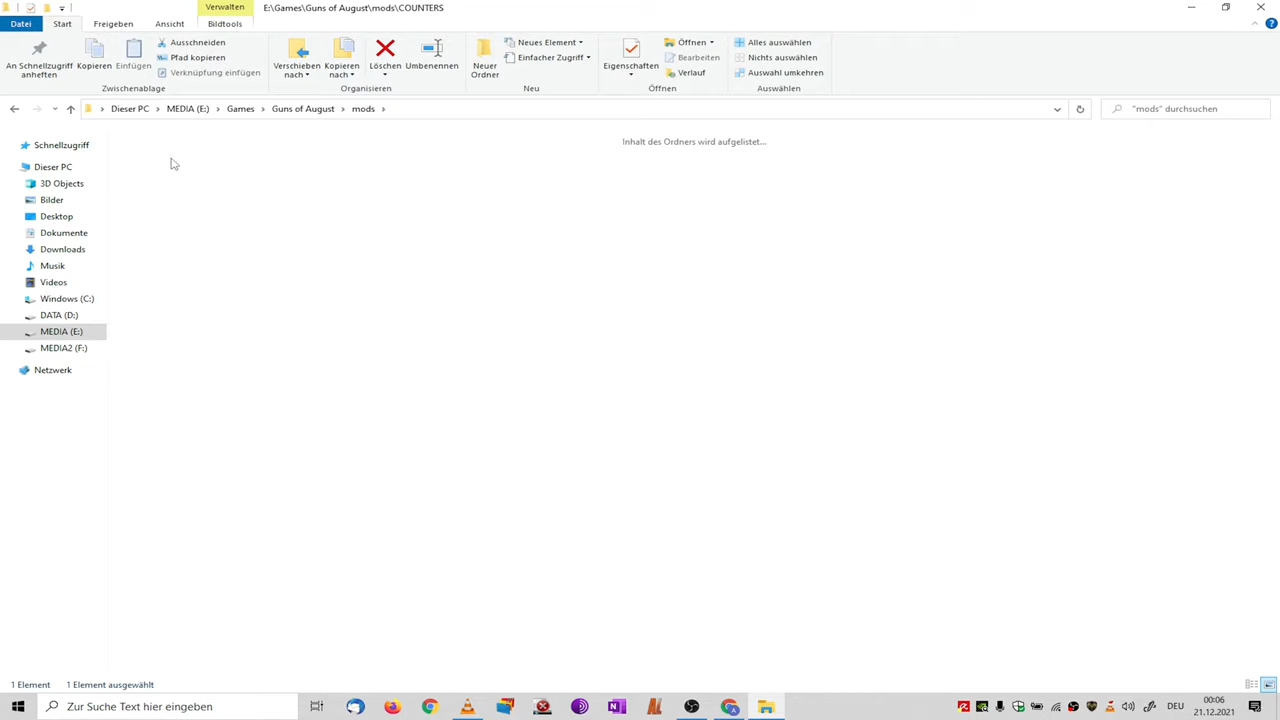 Verwalten
E:\Games\Guns of August\mods\COUNTERS
Datei
Start
Freigeben
Ansicht
Bildtools
An Schnellzugriff
anheften
Kopieren
Einfügen
Ausschneiden
Pfad kopieren
Verknüpfung einfügen
Zwischenablage
Verschieben
nach
Kopieren
nach
Löschen
Umbenennen
Organisieren
Neuer
Ordner
Neues Element
Einfacher Zugriff
Neu
Eigenschaften
Öffnen
Bearbeiten
Verlauf
Öffnen
Alles auswählen
Nichts auswählen
Auswahl umkehren
Auswählen
Dieser PC > MEDIA (E:) > Games > Guns of August > mods >
"mods" durchsuchen
Inhalt des Ordners wird aufgelistet...
Schnellzugriff
Dieser PC
3D Objects
Bilder
Desktop
Dokumente
Downloads
Musik
Videos
Windows (C:)
DATA (D:)
MEDIA (E:)
MEDIA2 (F:)
Netzwerk
1 Element
1 Element ausgewählt
Zur Suche Text hier eingeben
DEU
00:06
21.12.2021